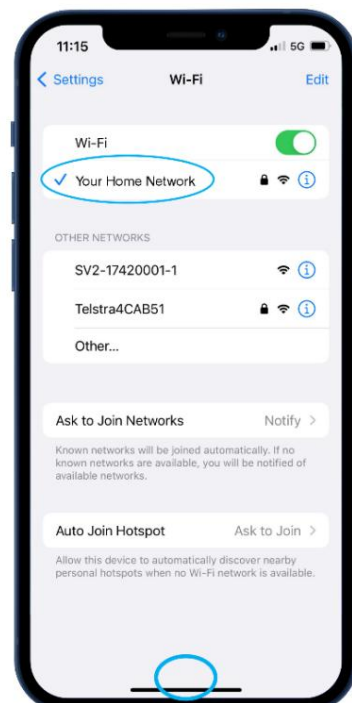 11:15
5G
Settings
Wi-Fi
Edit
Wi-Fi
Your Home Network
OTHER NETWORKS
SV2-17420001-1
Telstra4CAB51
Other...
Ask to Join Networks Notify
Known networks will be joined automatically. If no
known networks are available, you will be notified of
available networks.
Auto Join Hotspot Ask to Join
Allow this device to automatically discover nearby
personal hotspots when no Wi-Fi network is available.